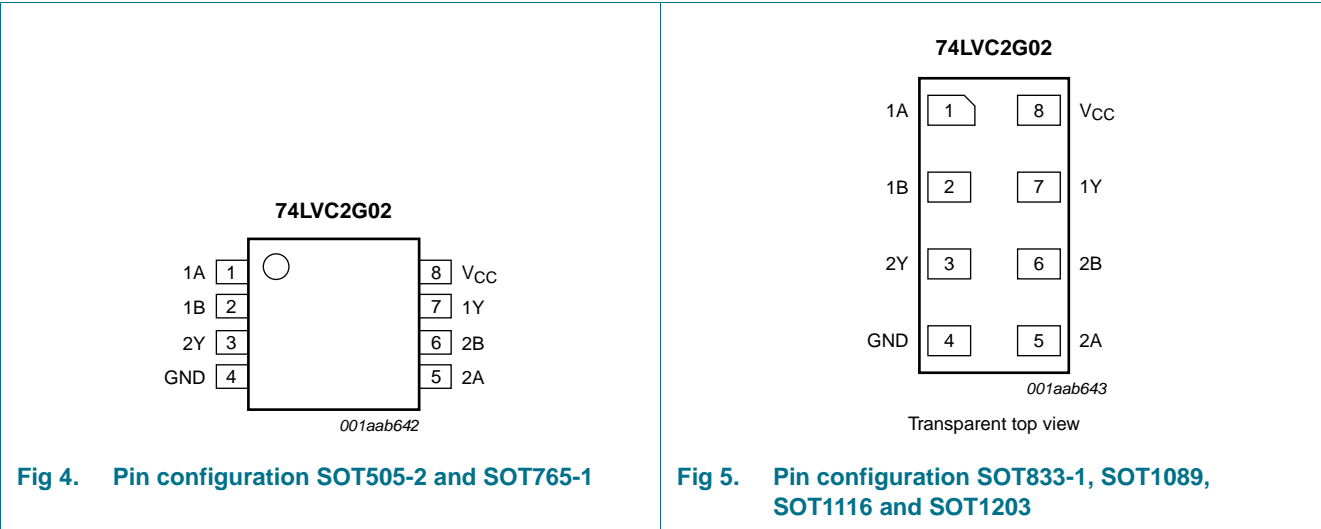 74LVC2G02
1A 1 8 VCC
1B 2 7 1Y
2Y 3 6 2B
GND 4 5 2A
001aab642
Fig 4. Pin configuration SOT505-2 and SOT765-1
74LVC2G02
1A 1 8 VCC
1B 2 7 1Y
2Y 3 6 2B
GND 4 5 2A
001aab643
Transparent top view
Fig 5. Pin configuration SOT833-1, SOT1089,
SOT1116 and SOT1203